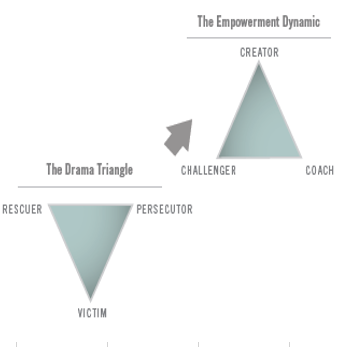 The Empowerment Dynamic
CREATOR
CHALLENGER
COACH
The Drama Triangle
RESCUER
PERSECUTOR
VICTIM